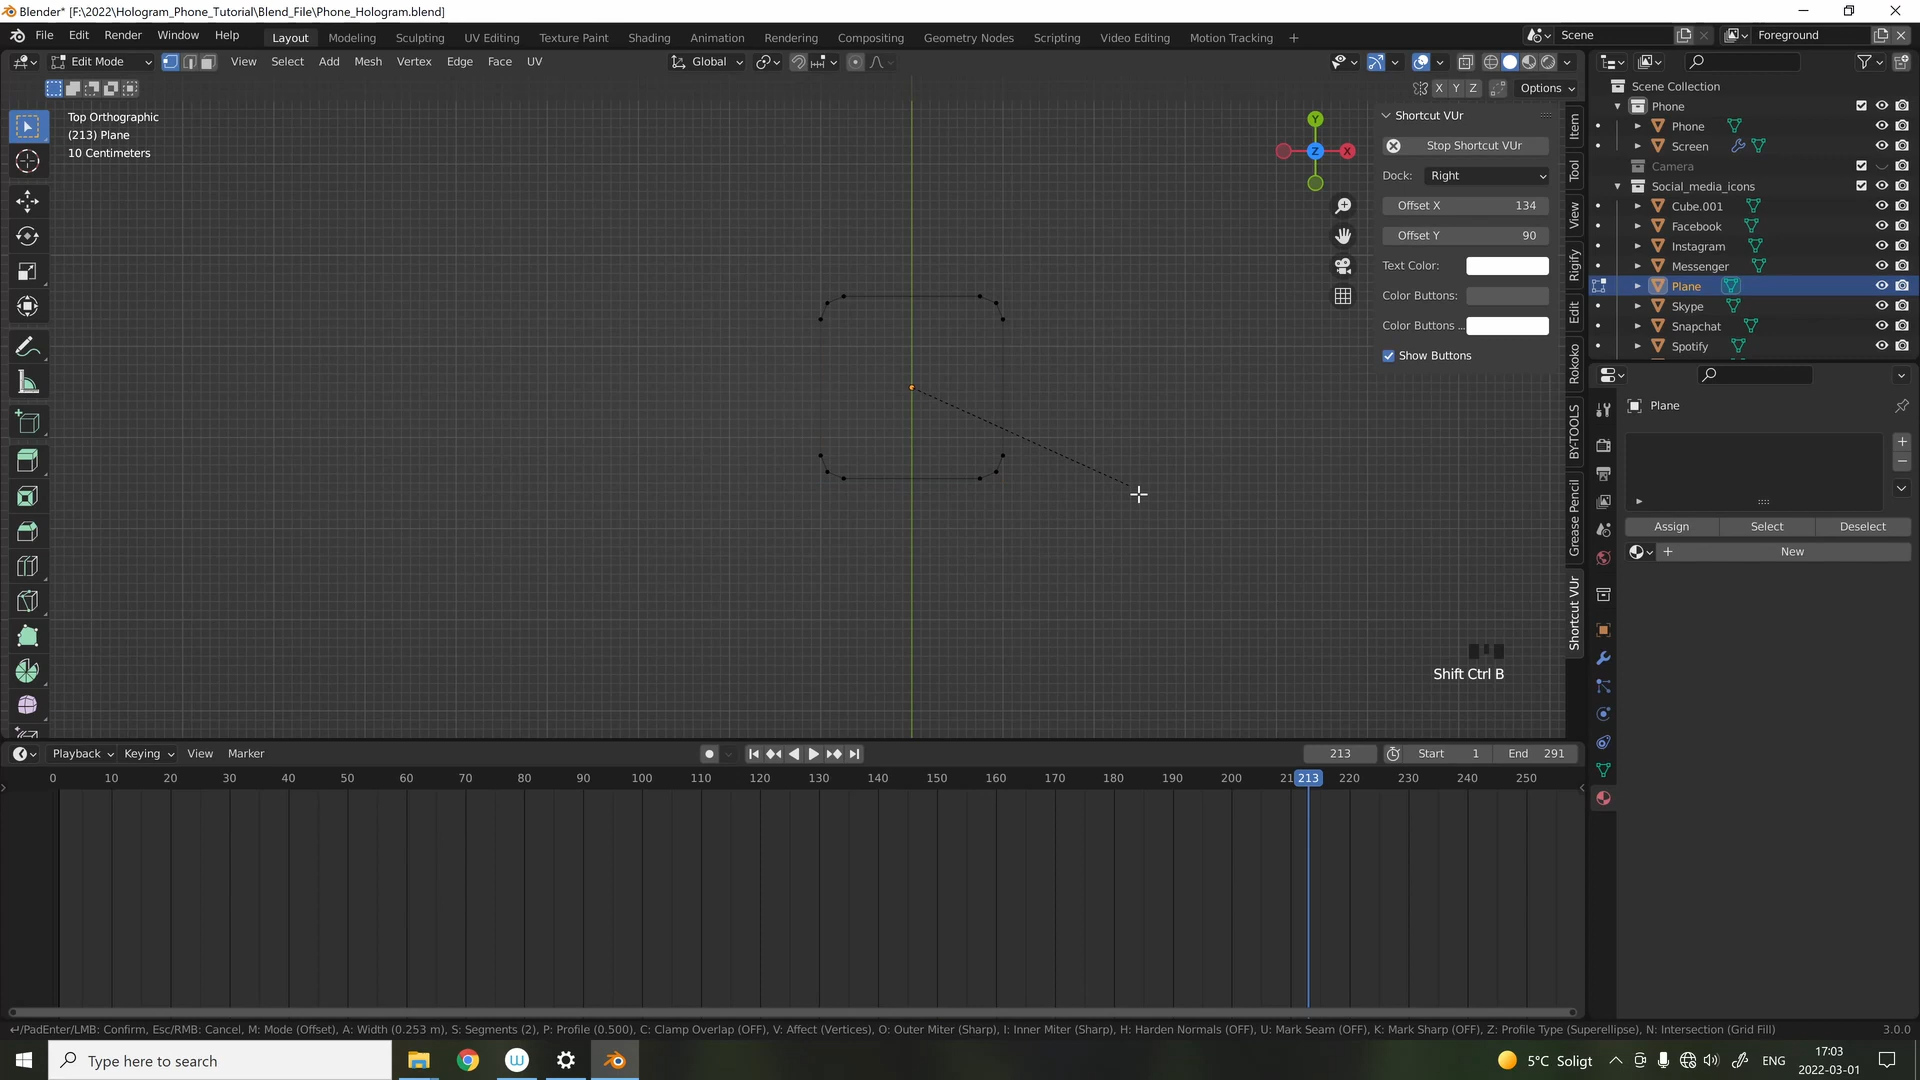 Blender* [F:\2022\Hologram_Phone_Tutorial\Blend_File\Phone_Hologram.blend]
File Edit Render Window Help Layout Modeling Sculpting UV Editing Texture Paint Shading Animation Rendering Compositing Geometry Nodes Scripting Video Editing Motion Tracking + Scene Foreground
Edit Mode View Select Add Mesh Vertex Edge Face UV Global
X Y Z Options
Top Orthographic
(213) Plane
10 Centimeters
Y
Z
X
Shortcut VUr
Stop Shortcut VUr
Dock: Right
Offset X 134
Offset Y 90
Text Color:
Color Buttons:
Color Buttons ...
Show Buttons
Item
Tool
View
Rigify
Edit
Rokoko
BY-TOOLS
Grease Pencil
Shortcut VUr
Shift Ctrl B
Scene Collection
Phone
Phone
Screen
Camera
Social_media_icons
Cube.001
Facebook
Instagram
Messenger
Plane
Skype
Snapchat
Spotify
Plane
Assign Select Deselect
New
Playback Keying View Marker 213 Start 1 End 291
0 10 20 30 40 50 60 70 80 90 100 110 120 130 140 150 160 170 180 190 200 21 213 220 230 240 250
↵/PadEnter/LMB: Confirm, Esc/RMB: Cancel, M: Mode (Offset), A: Width (0.253 m), S: Segments (2), P: Profile (0.500), C: Clamp Overlap (OFF), V: Affect (Vertices), O: Outer Miter (Sharp), I: Inner Miter (Sharp), H: Harden Normals (OFF), U: Mark Seam (OFF), K: Mark Sharp (OFF), Z: Profile Type (Superellipse), N: Intersection (Grid Fill) 3.0.0
Type here to search
5°C Soligt
ENG
17:03
2022-03-01